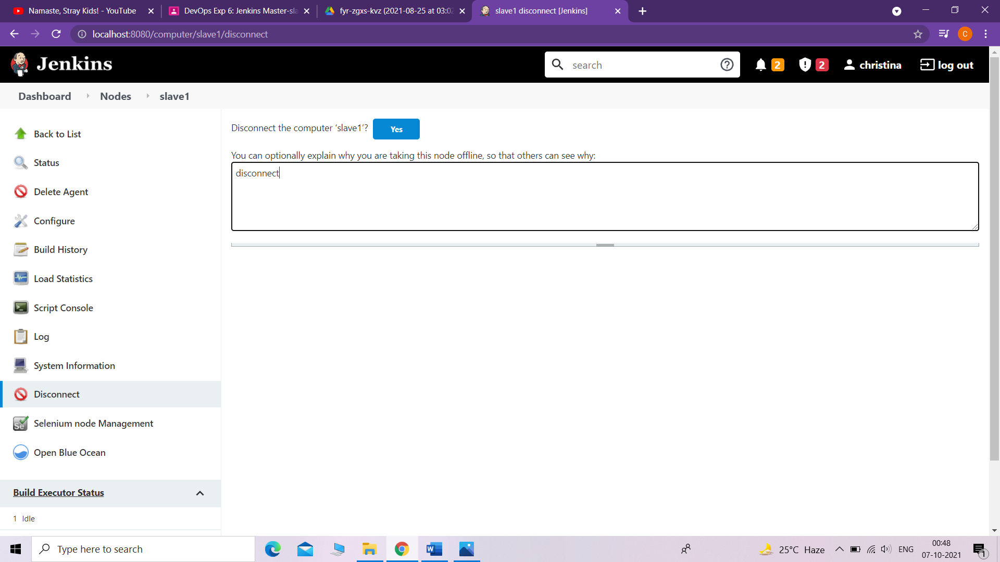 Namaste, Stray Kids! - YouTube
DevOps Exp 6: Jenkins Master-sla
fyr-zgxs-kvz (2021-08-25 at 03:02
slave1 disconnect [Jenkins]
localhost:8080/computer/slave1/disconnect
C
Jenkins
search
2
2
christina
log out
Dashboard
Nodes
slave1
Back to List
Status
Delete Agent
Configure
Build History
Load Statistics
Script Console
Log
System Information
Disconnect
Selenium node Management
Open Blue Ocean
Build Executor Status
1 Idle
Disconnect the computer ‘slave1’?
Yes
You can optionally explain why you are taking this node offline, so that others can see why:
disconnect
Type here to search
25°C Haze
ENG
00:48
07-10-2021
1